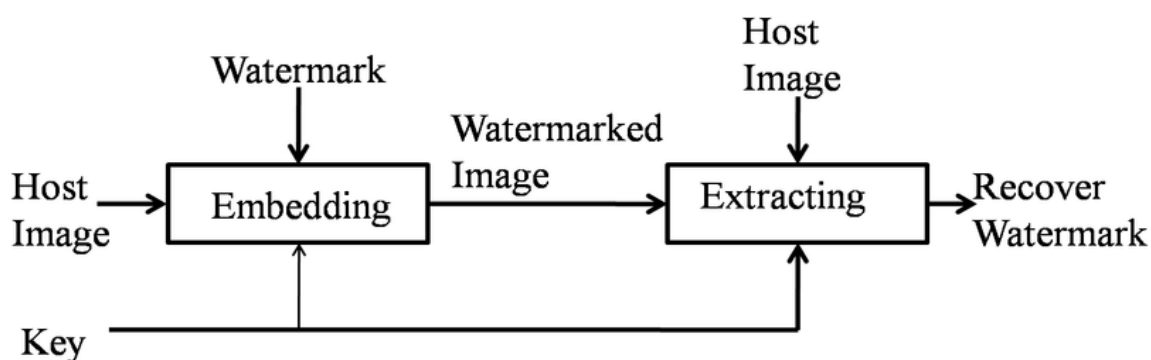 Host
Image
Watermark
Embedding
Watermarked
Image
Host
Image
Extracting
Recover
Watermark
Key